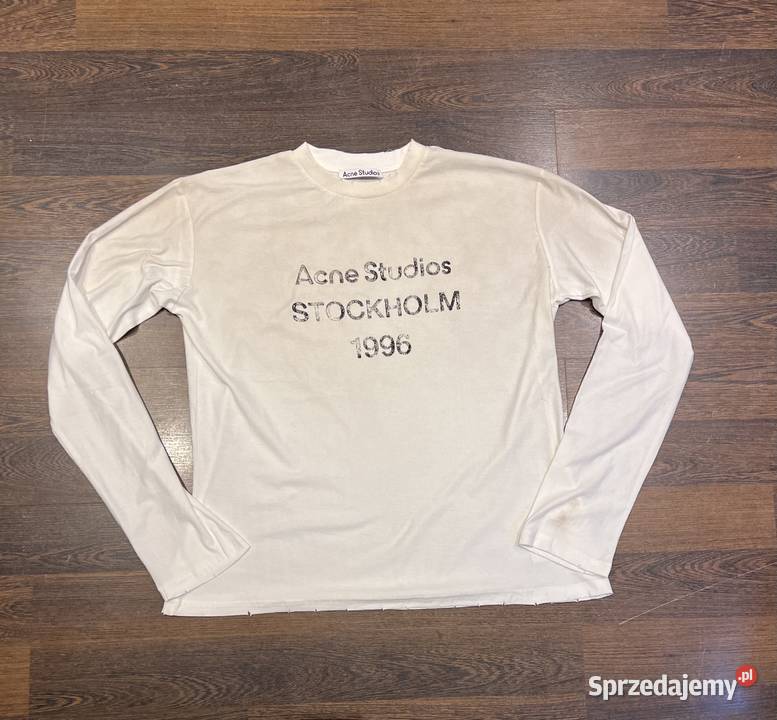 Acne Studios
Acne Studios
STOCKHOLM
1996
Sprzedajemy.pl